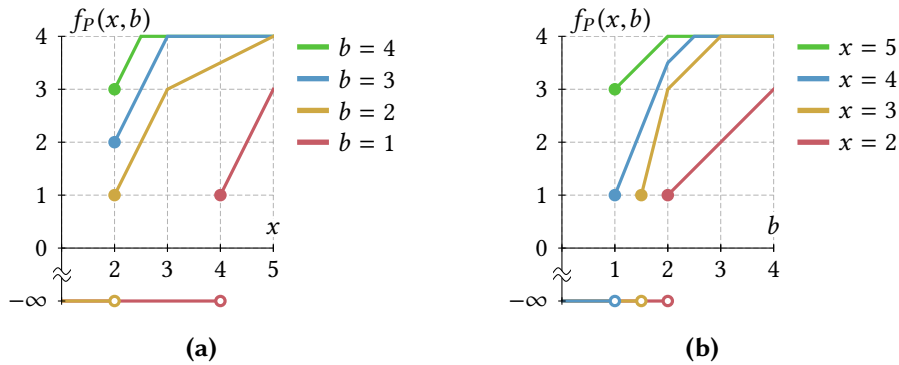 f_P(x, b)
4
3
2
1
0
−∞
2 3 4 5
x
b = 4
b = 3
b = 2
b = 1
(a)
f_P(x, b)
4
3
2
1
0
−∞
1 2 3 4
b
x = 5
x = 4
x = 3
x = 2
(b)